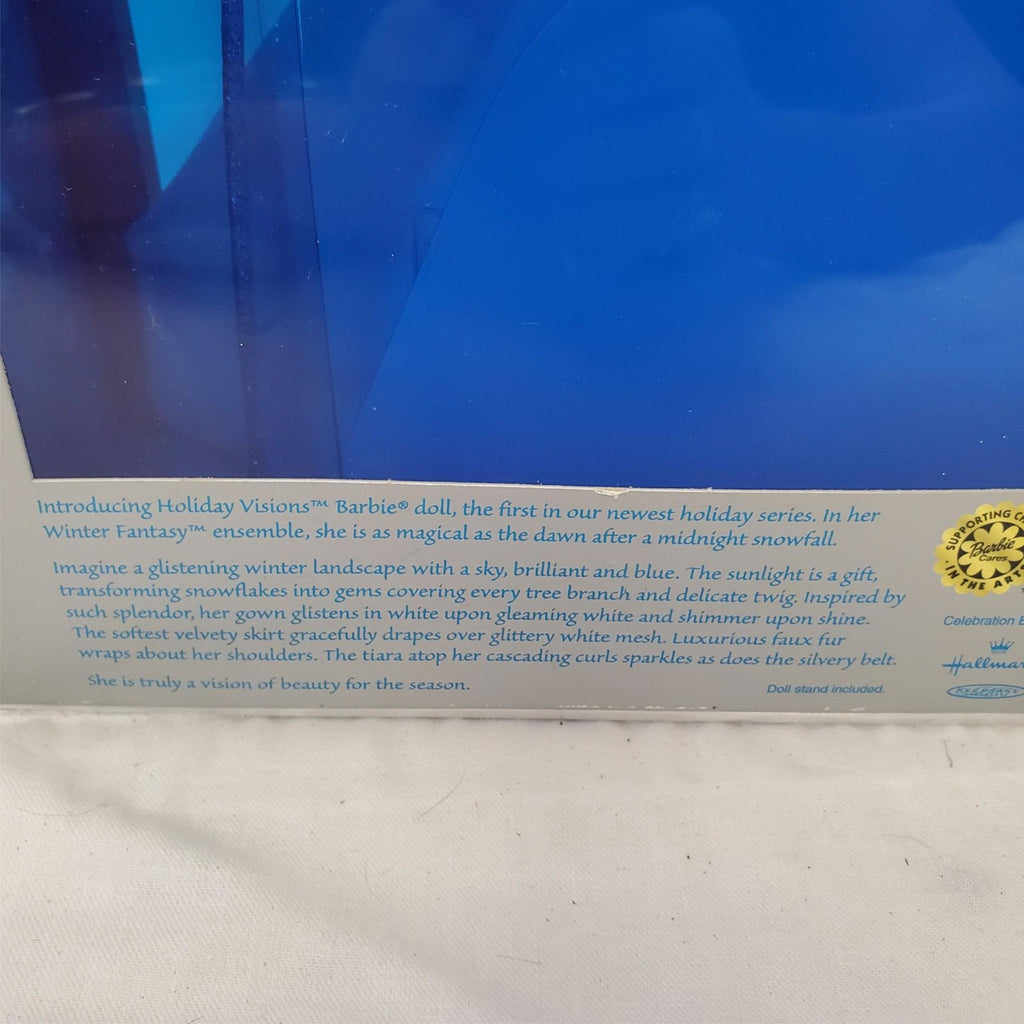 Introducing Holiday Visions™ Barbie® doll, the first in our newest holiday series. In her
Winter Fantasy™ ensemble, she is as magical as the dawn after a midnight snowfall.
Imagine a glistening winter landscape with a sky, brilliant and blue. The sunlight is a gift,
transforming snowflakes into gems covering every tree branch and delicate twig. Inspired by
such splendor, her gown glistens in white upon gleaming white and shimmer upon shine.
The softest velvety skirt gracefully drapes over glittery white mesh. Luxurious faux fur
wraps about her shoulders. The tiara atop her cascading curls sparkles as does the silvery belt.
She is truly a vision of beauty for the season.
Doll stand included.
SUPPORTING
Barbie
Cares
IN THE ARTS
Celebration
Hallmar
KEEPSAKE